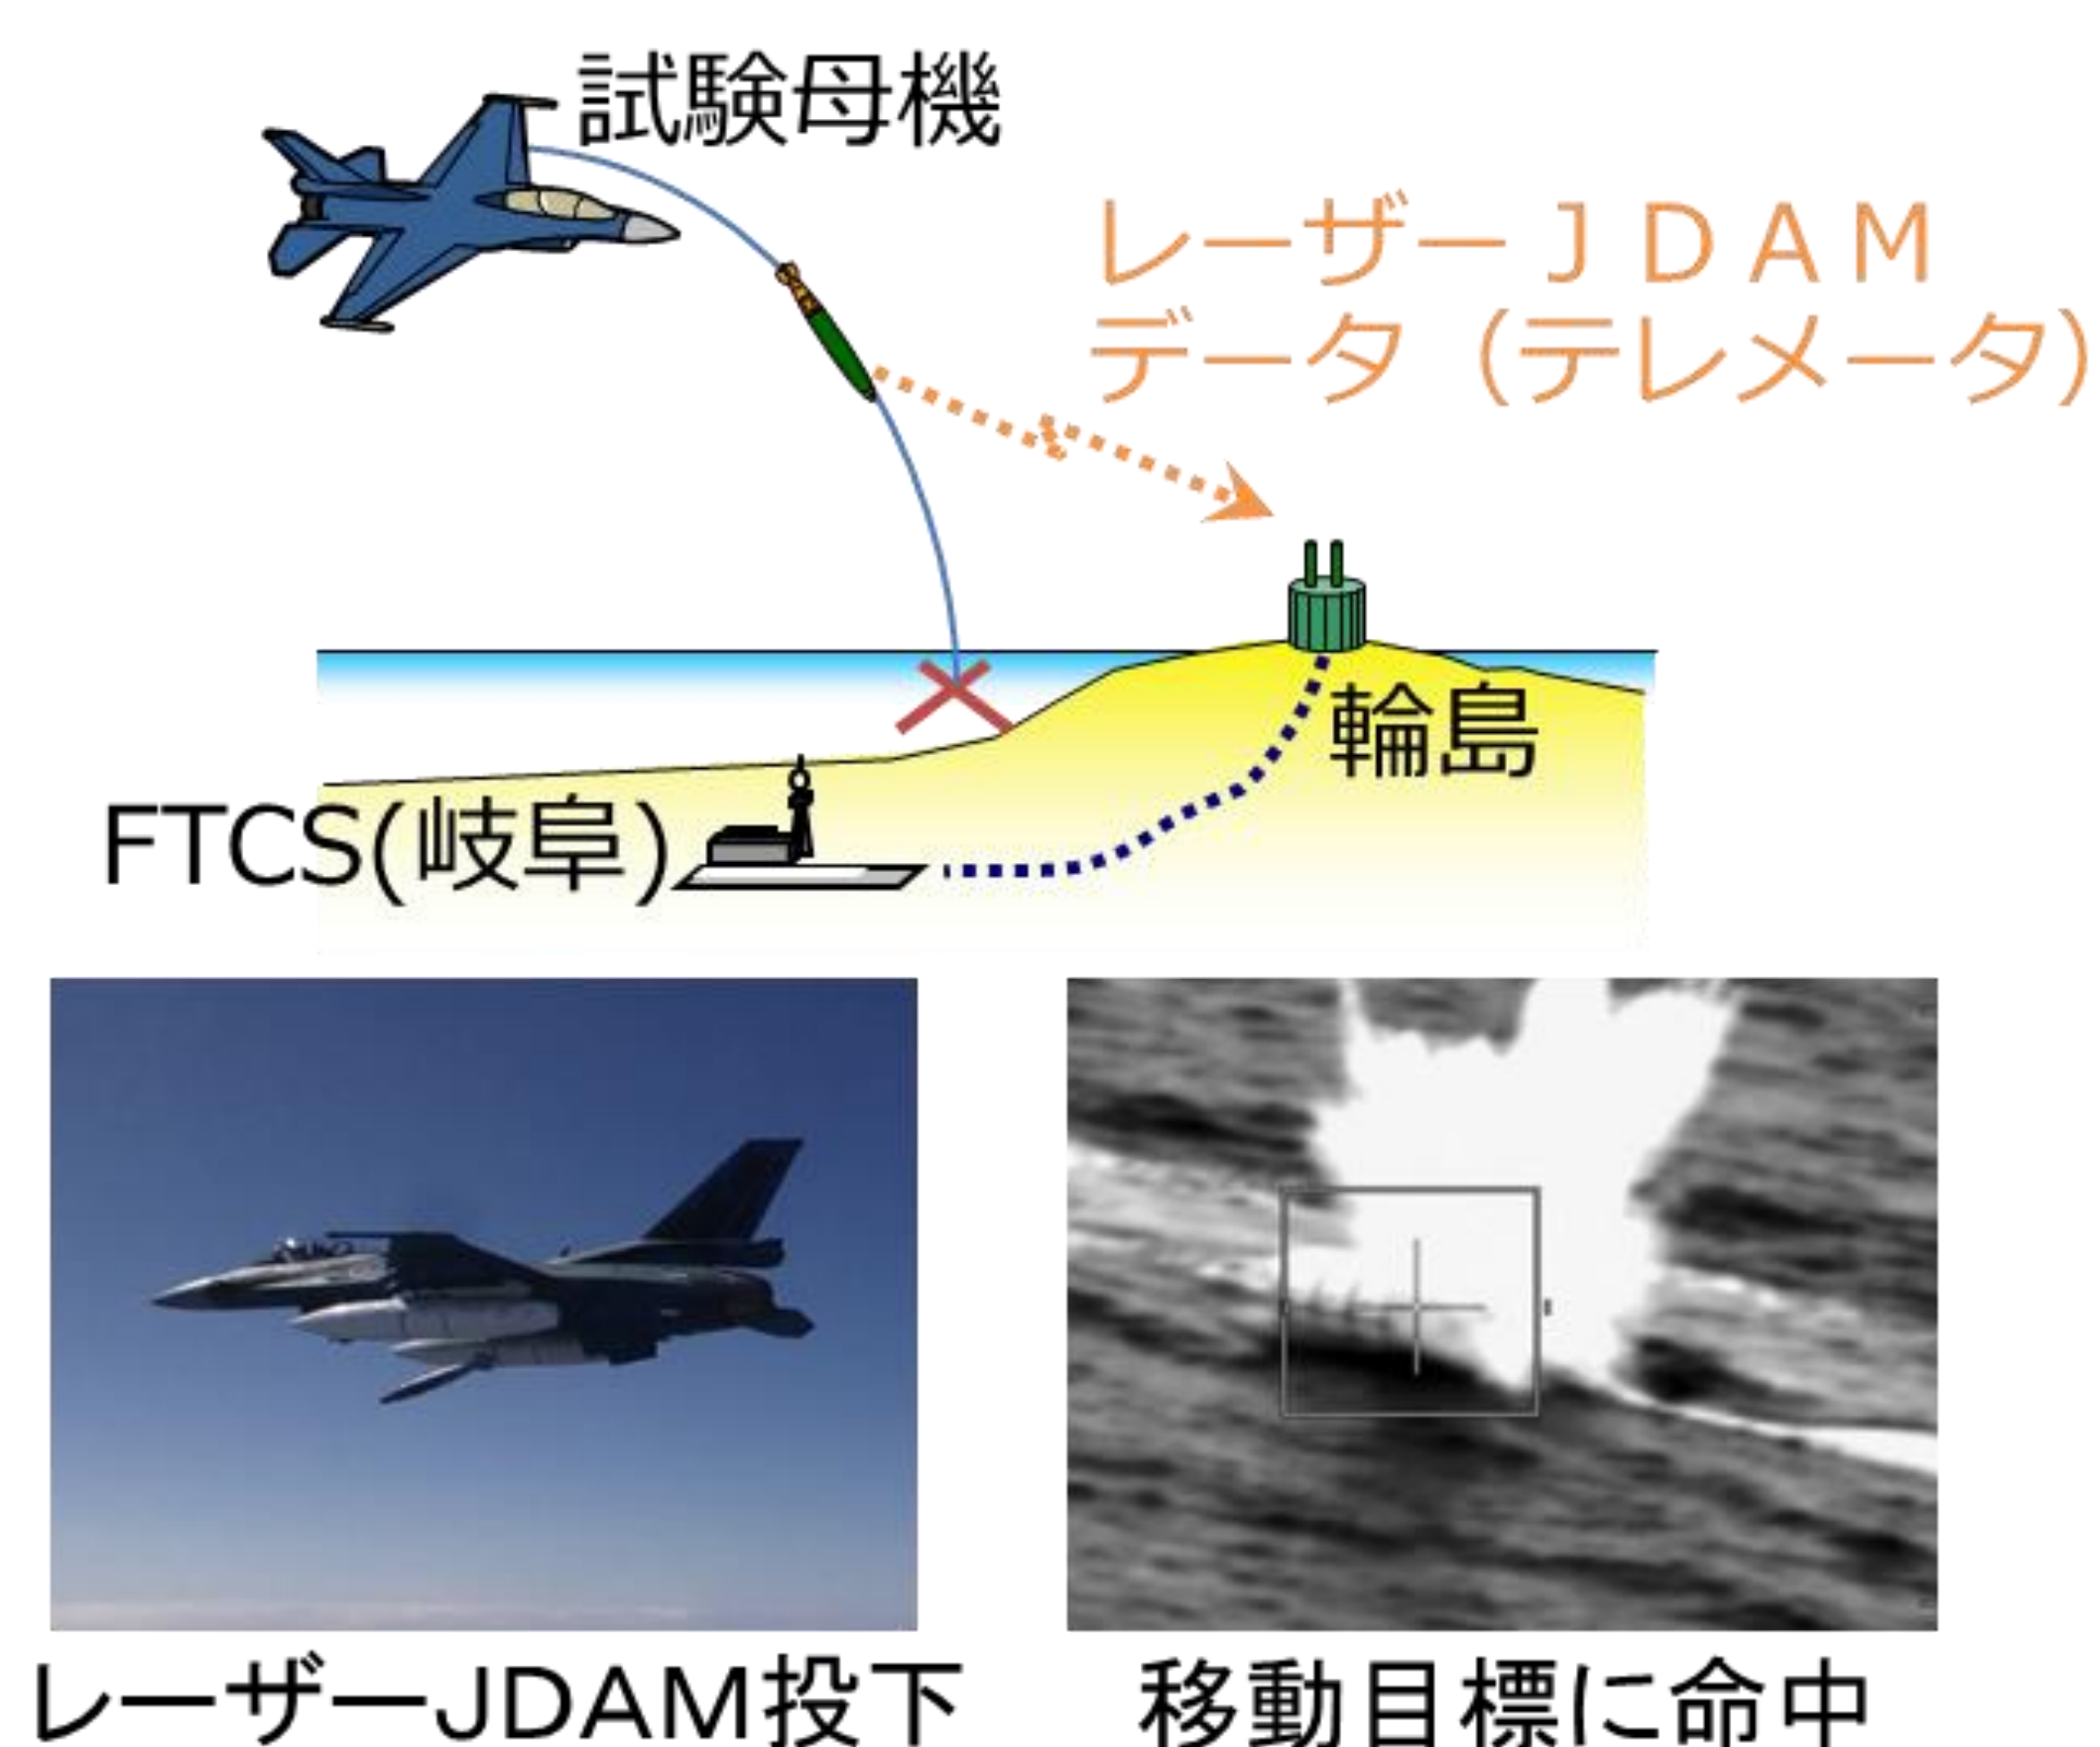 試験母機
レーザーＪＤＡＭ
データ（テレメータ）
輪島
FTCS(岐阜)
レーザーJDAM投下
移動目標に命中